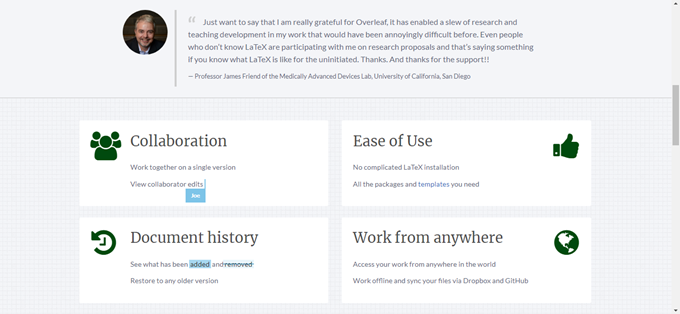 “ Just want to say that I am really grateful for Overleaf, it has enabled a slew of research and
teaching development in my work that would have been annoyingly difficult before. Even people
who don’t know LaTeX are participating with me on research proposals and that’s saying something
if you know what LaTeX is like for the uninitiated. Thanks. And thanks for the support!!
— Professor James Friend of the Medically Advanced Devices Lab, University of California, San Diego
Collaboration
Work together on a single version
View collaborator edits
Joe
Ease of Use
No complicated LaTeX installation
All the packages and templates you need
Document history
See what has been added and removed
Restore to any older version
Work from anywhere
Access your work from anywhere in the world
Work offline and sync your files via Dropbox and GitHub